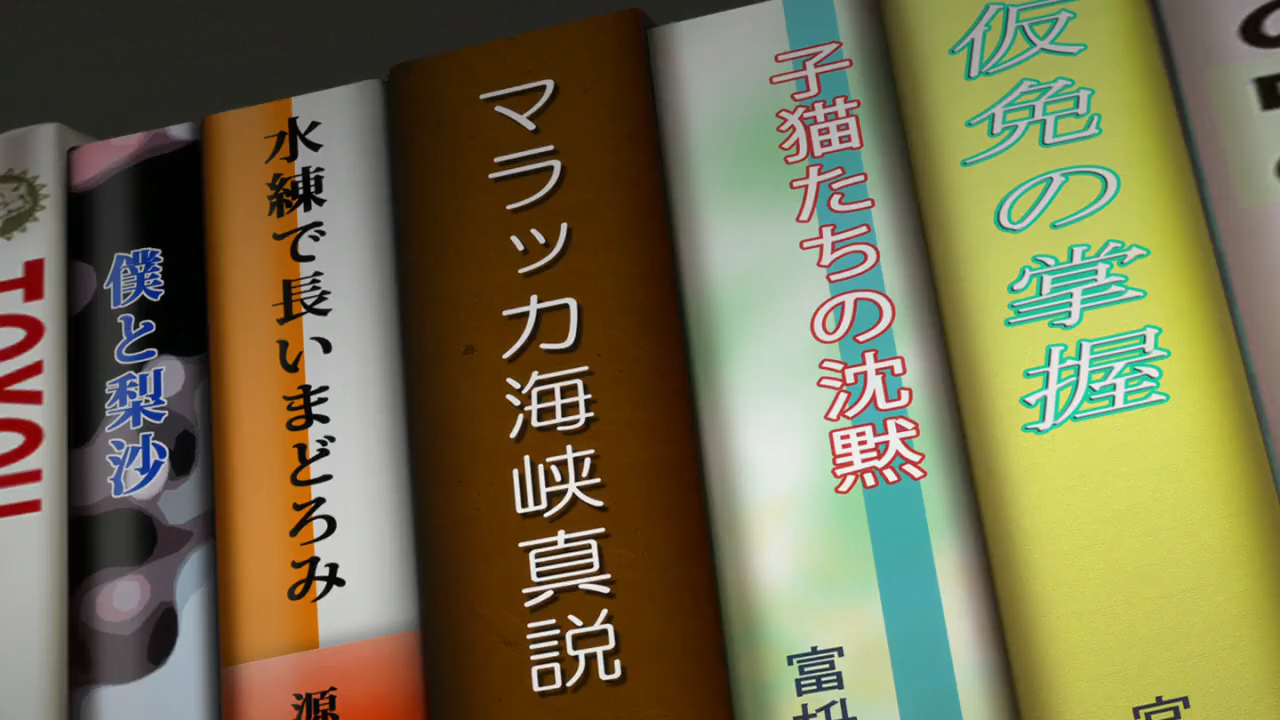 TOYOU
僕と梨沙
水練で長いまどろみ
源
マラッカ海峡真説
子猫たちの沈黙
富
仮免の掌握